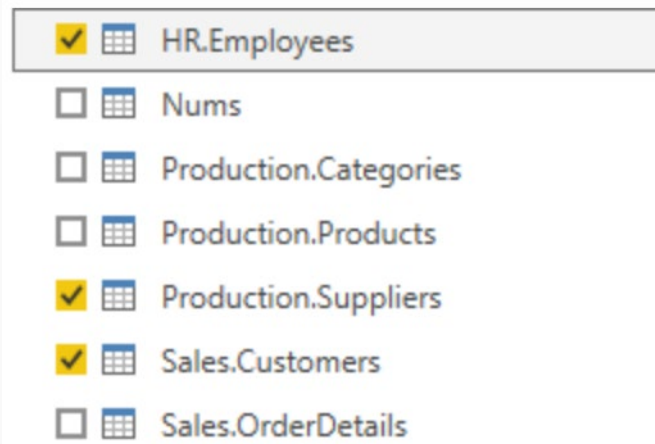 HR.Employees
Nums
Production.Categories
Production.Products
Production.Suppliers
Sales.Customers
Sales.OrderDetails